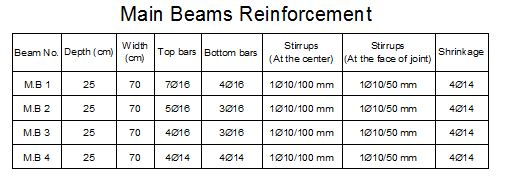 Main Beams Reinforcement
Beam No. Depth (cm) Width (cm) Top bars Bottom bars Stirrups (At the center) Stirrups (At the face of joint) Shrinkage
M.B 1 25 70 7Ø16 4Ø16 1Ø10/100 mm 1Ø10/50 mm 4Ø14
M.B 2 25 70 5Ø16 3Ø16 1Ø10/100 mm 1Ø10/50 mm 4Ø14
M.B 3 25 70 4Ø16 3Ø16 1Ø10/100 mm 1Ø10/50 mm 4Ø14
M.B 4 25 70 4Ø14 4Ø14 1Ø10/100 mm 1Ø10/50 mm 4Ø14